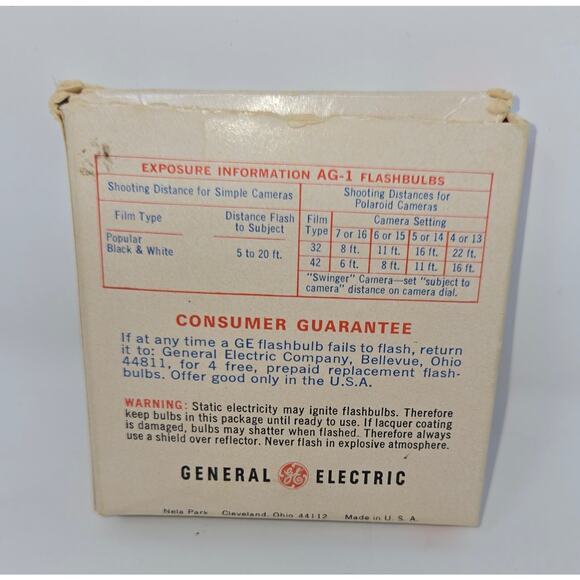 EXPOSURE INFORMATION AG-1 FLASHBULBS
Shooting Distance for Simple Cameras
Film Type
Distance Flash
to Subject
Popular
Black & White
5 to 20 ft.
Shooting Distances for
Polaroid Cameras
Film
Type
Camera Setting
7 or 16 6 or 15 5 or 14 4 or 13
32 8 ft. 11 ft. 16 ft. 22 ft.
42 6 ft. 8 ft. 11 ft. 16 ft.
"Swinger" Camera—set "subject to
camera" distance on camera dial.
CONSUMER GUARANTEE
If at any time a GE flashbulb fails to flash, return
it to: General Electric Company, Bellevue, Ohio
44811, for 4 free, prepaid replacement flash-
bulbs. Offer good only in the U.S.A.
WARNING: Static electricity may ignite flashbulbs. Therefore
keep bulbs in this package until ready to use. If lacquer coating
is damaged, bulbs may shatter when flashed. Therefore always
use a shield over reflector. Never flash in explosive atmosphere.
GENERAL GE ELECTRIC
Nela Park Cleveland, Ohio 44112 Made in U. S. A.